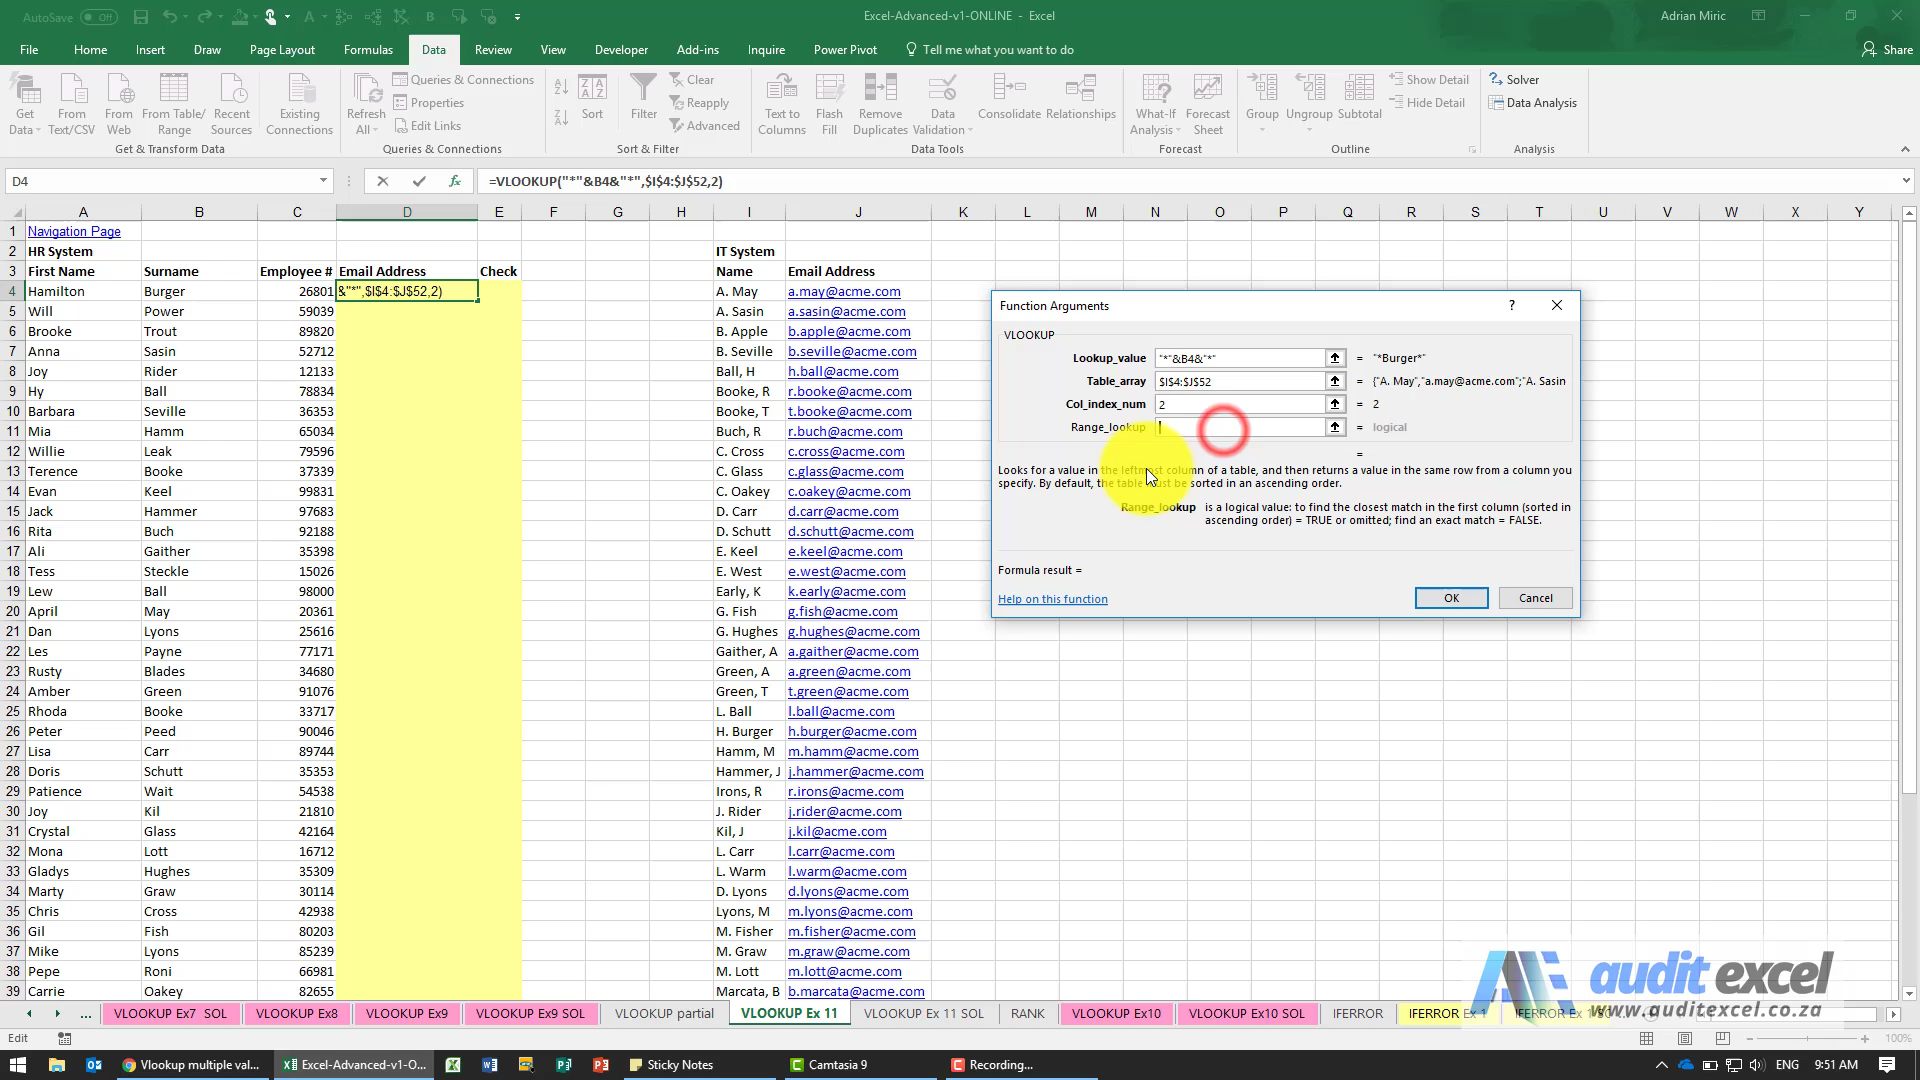 AutoSave Off
Excel-Advanced-v1-ONLINE - Excel
Adrian Miric
File Home Insert Draw Page Layout Formulas Data Review View Developer Add-ins Inquire Power Pivot Tell me what you want to do Share
Get Data From Text/CSV From Web From Table/ Range Recent Sources Existing Connections
Get & Transform Data
Refresh All Queries & Connections Properties Edit Links
Queries & Connections
Sort Filter Clear Reapply Advanced
Sort & Filter
Text to Columns Flash Fill Remove Duplicates Data Validation Consolidate Relationships
Data Tools
What-If Analysis Forecast Sheet
Forecast
Group Ungroup Subtotal Show Detail Hide Detail
Outline
Solver Data Analysis
Analysis
D4 =VLOOKUP("*"&B4&"*",$I$4:$J$52,2)
A B C D E F G H I J K L M N O P Q R S T U V W X Y
1 Navigation Page
2 HR System IT System
3 First Name Surname Employee # Email Address Check Name Email Address
4 Hamilton Burger 26801 &"*",$I$4:$J$52,2) A. May a.may@acme.com
5 Will Power 59039 A. Sasin a.sasin@acme.com
6 Brooke Trout 89820 B. Apple b.apple@acme.com
7 Anna Sasin 52712 B. Seville b.seville@acme.com
8 Joy Rider 12133 Ball, H h.ball@acme.com
9 Hy Ball 78834 Booke, R r.booke@acme.com
10 Barbara Seville 36353 Booke, T t.booke@acme.com
11 Mia Hamm 65034 Buch, R r.buch@acme.com
12 Willie Leak 79596 C. Cross c.cross@acme.com
13 Terence Booke 37339 C. Glass c.glass@acme.com
14 Evan Keel 99831 C. Oakey c.oakey@acme.com
15 Jack Hammer 97683 D. Carr d.carr@acme.com
16 Rita Buch 92188 D. Schutt d.schutt@acme.com
17 Ali Gaither 35398 E. Keel e.keel@acme.com
18 Tess Steckle 15026 E. West e.west@acme.com
19 Lew Ball 98000 Early, K k.early@acme.com
20 April May 20361 G. Fish g.fish@acme.com
21 Dan Lyons 25616 G. Hughes g.hughes@acme.com
22 Les Payne 77171 Gaither, A a.gaither@acme.com
23 Rusty Blades 34680 Green, A a.green@acme.com
24 Amber Green 91076 Green, T t.green@acme.com
25 Rhoda Booke 33717 L. Ball l.ball@acme.com
26 Peter Peed 90046 H. Burger h.burger@acme.com
27 Lisa Carr 89744 Hamm, M m.hamm@acme.com
28 Doris Schutt 35353 Hammer, J j.hammer@acme.com
29 Patience Wait 54538 Irons, R r.irons@acme.com
30 Joy Kil 21810 J. Rider j.rider@acme.com
31 Crystal Glass 42164 Kil, J j.kil@acme.com
32 Mona Lott 16712 L. Carr l.carr@acme.com
33 Gladys Hughes 35309 L. Warm l.warm@acme.com
34 Marty Graw 30114 D. Lyons d.lyons@acme.com
35 Chris Cross 42938 Lyons, M m.lyons@acme.com
36 Gil Fish 80203 M. Fisher m.fisher@acme.com
37 Mike Lyons 85239 M. Graw m.graw@acme.com
38 Pepe Roni 66981 M. Lott m.lott@acme.com
39 Carrie Oakey 82655 Marcata, B b.marcata@acme.com
Function Arguments ?
VLOOKUP
Lookup_value "*"&B4&"*" = "*Burger*"
Table_array $I$4:$J$52 = {"A. May","a.may@acme.com";"A. Sasin
Col_index_num 2 = 2
Range_lookup = logical
=
Looks for a value in the leftmost column of a table, and then returns a value in the same row from a column you
specify. By default, the table must be sorted in an ascending order.
Range_lookup is a logical value: to find the closest match in the first column (sorted in
ascending order) = TRUE or omitted; find an exact match = FALSE.
Formula result =
Help on this function OK Cancel
audit excel
www.auditexcel.co.za
... VLOOKUP Ex7 SOL VLOOKUP Ex8 VLOOKUP Ex9 VLOOKUP Ex9 SOL VLOOKUP partial VLOOKUP Ex 11 VLOOKUP Ex 11 SOL RANK VLOOKUP Ex10 VLOOKUP Ex10 SOL IFERROR IFERROR Ex 1
Edit 100%
Vlookup multiple val... Excel-Advanced-v1-O... Sticky Notes Camtasia 9 Recording... ENG 9:51 AM